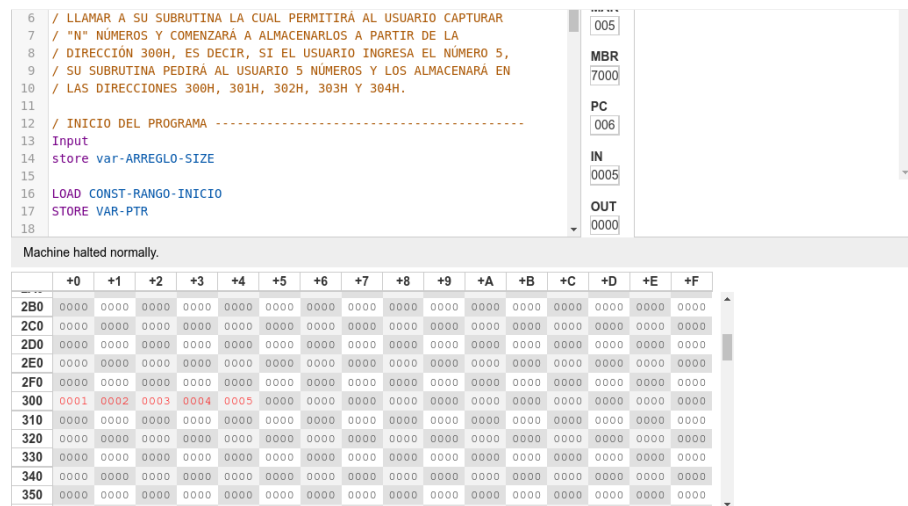 6 / LLAMAR A SU SUBRUTINA LA CUAL PERMITIRÁ AL USUARIO CAPTURAR
7 / "N" NÚMEROS Y COMENZARÁ A ALMACENARLOS A PARTIR DE LA
8 / DIRECCIÓN 300H, ES DECIR, SI EL USUARIO INGRESA EL NÚMERO 5,
9 / SU SUBRUTINA PEDIRÁ AL USUARIO 5 NÚMEROS Y LOS ALMACENARÁ EN
10 / LAS DIRECCIONES 300H, 301H, 302H, 303H Y 304H.
11
12 / INICIO DEL PROGRAMA ------------------------------------------
13 Input
14 store var-ARREGLO-SIZE
15
16 LOAD CONST-RANGO-INICIO
17 STORE VAR-PTR
18
005
MBR
7000
PC
006
IN
0005
OUT
0000
Machine halted normally.
+0 +1 +2 +3 +4 +5 +6 +7 +8 +9 +A +B +C +D +E +F
2B0 0000 0000 0000 0000 0000 0000 0000 0000 0000 0000 0000 0000 0000 0000 0000 0000
2C0 0000 0000 0000 0000 0000 0000 0000 0000 0000 0000 0000 0000 0000 0000 0000 0000
2D0 0000 0000 0000 0000 0000 0000 0000 0000 0000 0000 0000 0000 0000 0000 0000 0000
2E0 0000 0000 0000 0000 0000 0000 0000 0000 0000 0000 0000 0000 0000 0000 0000 0000
2F0 0000 0000 0000 0000 0000 0000 0000 0000 0000 0000 0000 0000 0000 0000 0000 0000
300 0001 0002 0003 0004 0005 0000 0000 0000 0000 0000 0000 0000 0000 0000 0000 0000
310 0000 0000 0000 0000 0000 0000 0000 0000 0000 0000 0000 0000 0000 0000 0000 0000
320 0000 0000 0000 0000 0000 0000 0000 0000 0000 0000 0000 0000 0000 0000 0000 0000
330 0000 0000 0000 0000 0000 0000 0000 0000 0000 0000 0000 0000 0000 0000 0000 0000
340 0000 0000 0000 0000 0000 0000 0000 0000 0000 0000 0000 0000 0000 0000 0000 0000
350 0000 0000 0000 0000 0000 0000 0000 0000 0000 0000 0000 0000 0000 0000 0000 0000